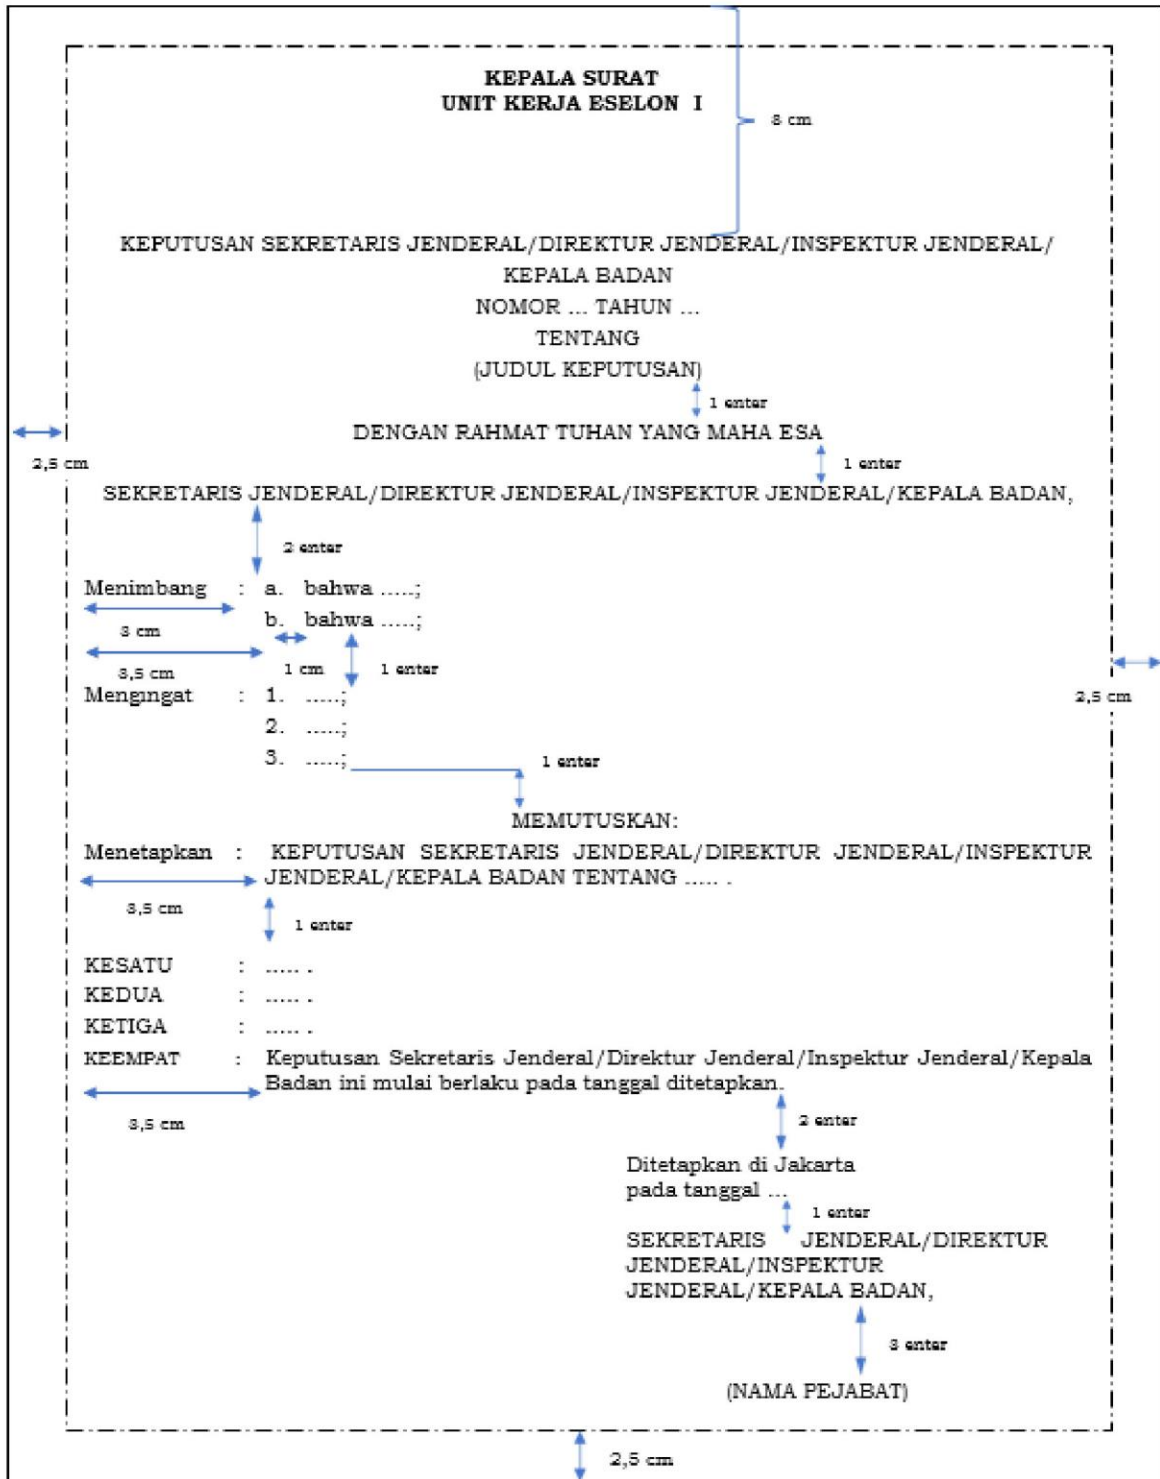 KEPALA SURAT
UNIT KERJA ESELON I
8 cm
KEPUTUSAN SEKRETARIS JENDERAL/DIREKTUR JENDERAL/INSPEKTUR JENDERAL/
KEPALA BADAN
NOMOR ... TAHUN ...
TENTANG
(JUDUL KEPUTUSAN)
1 enter
DENGAN RAHMAT TUHAN YANG MAHA ESA
2,5 cm
1 enter
SEKRETARIS JENDERAL/DIREKTUR JENDERAL/INSPEKTUR JENDERAL/KEPALA BADAN,
2 enter
Menimbang : a. bahwa .....;
b. bahwa .....;
3 cm
3,5 cm
1 cm
1 enter
2,5 cm
Mengingat : 1. .....;
2. .....;
3. .....;
1 enter
MEMUTUSKAN:
Menetapkan : KEPUTUSAN SEKRETARIS JENDERAL/DIREKTUR JENDERAL/INSPEKTUR
JENDERAL/KEPALA BADAN TENTANG ..... .
3,5 cm
1 enter
KESATU : ..... .
KEDUA : ..... .
KETIGA : ..... .
KEEMPAT : Keputusan Sekretaris Jenderal/Direktur Jenderal/Inspektur Jenderal/Kepala
Badan ini mulai berlaku pada tanggal ditetapkan.
3,5 cm
2 enter
Ditetapkan di Jakarta
pada tanggal ...
1 enter
SEKRETARIS JENDERAL/DIREKTUR
JENDERAL/INSPEKTUR
JENDERAL/KEPALA BADAN,
3 enter
(NAMA PEJABAT)
2,5 cm